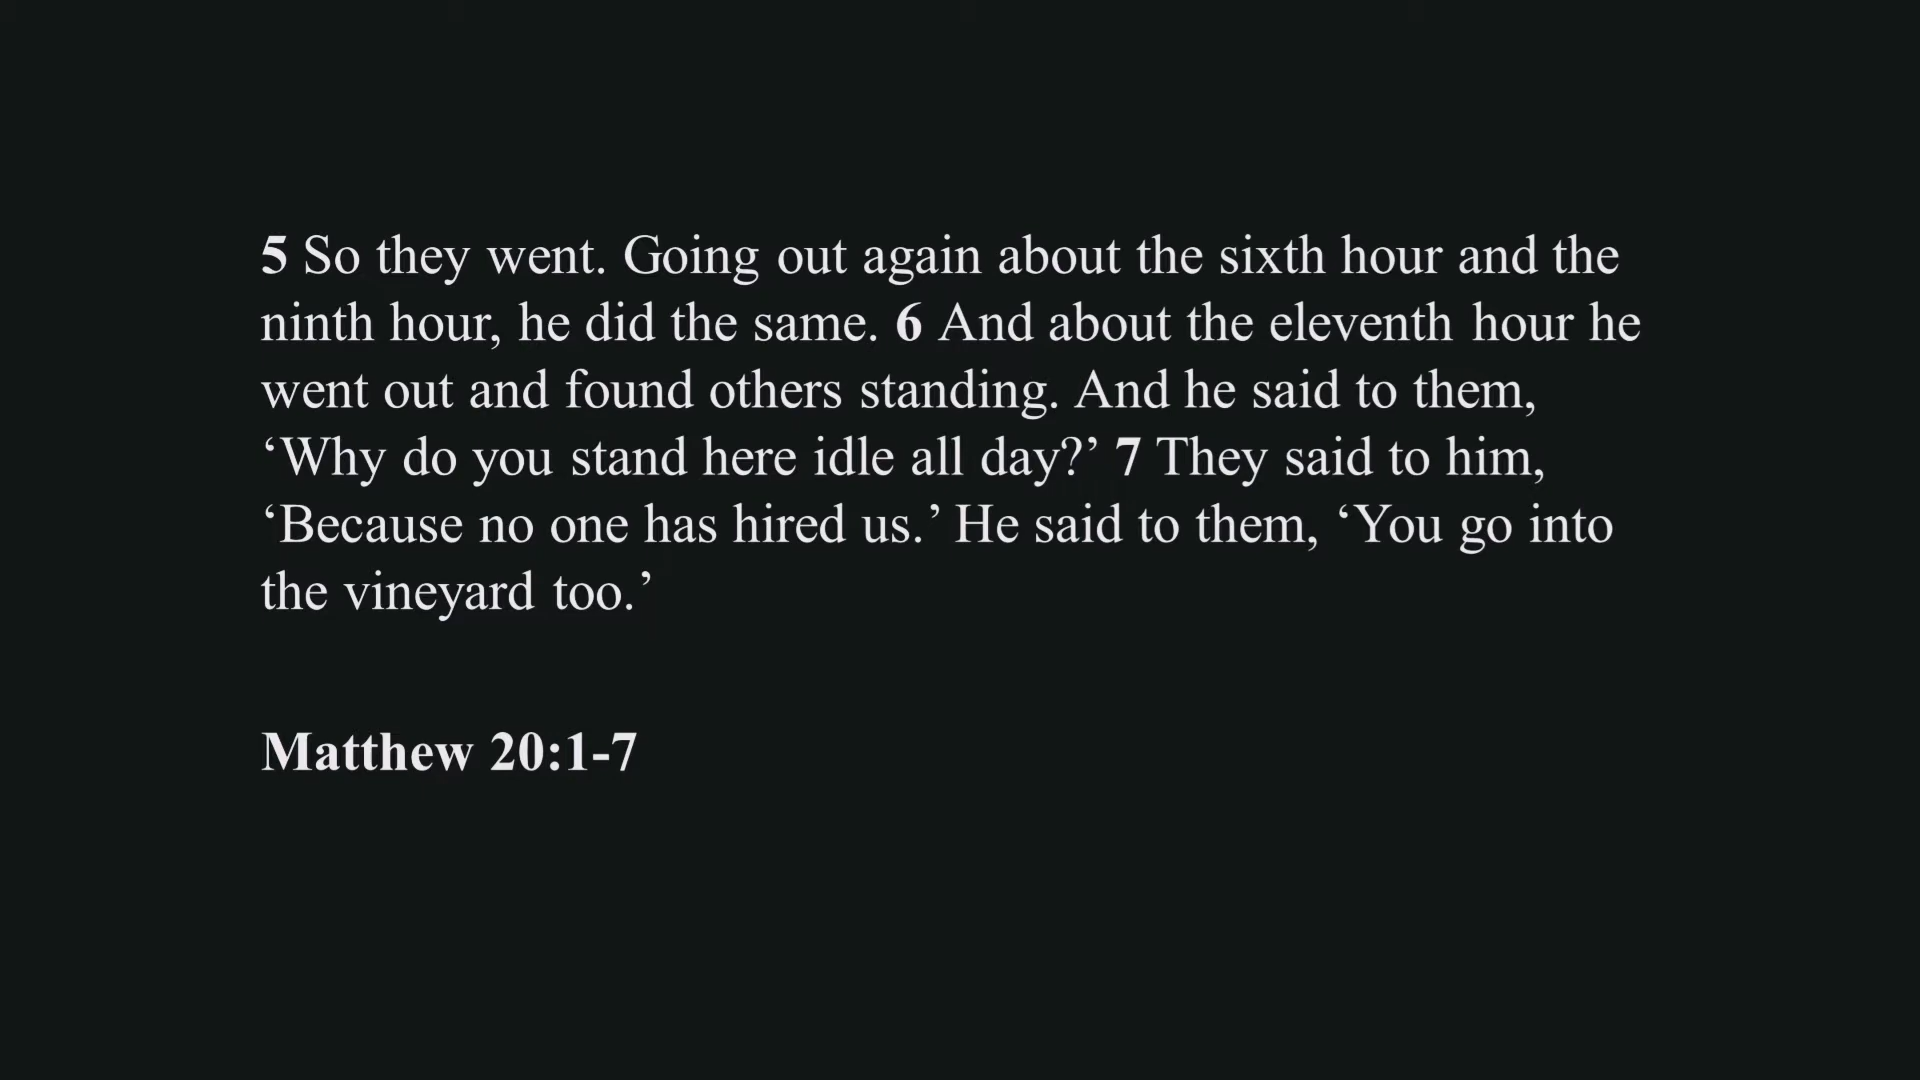 5 So they went. Going out again about the sixth hour and the
ninth hour, he did the same. 6 And about the eleventh hour he
went out and found others standing. And he said to them,
‘Why do you stand here idle all day?’ 7 They said to him,
‘Because no one has hired us.’ He said to them, ‘You go into
the vineyard too.’
Matthew 20:1-7